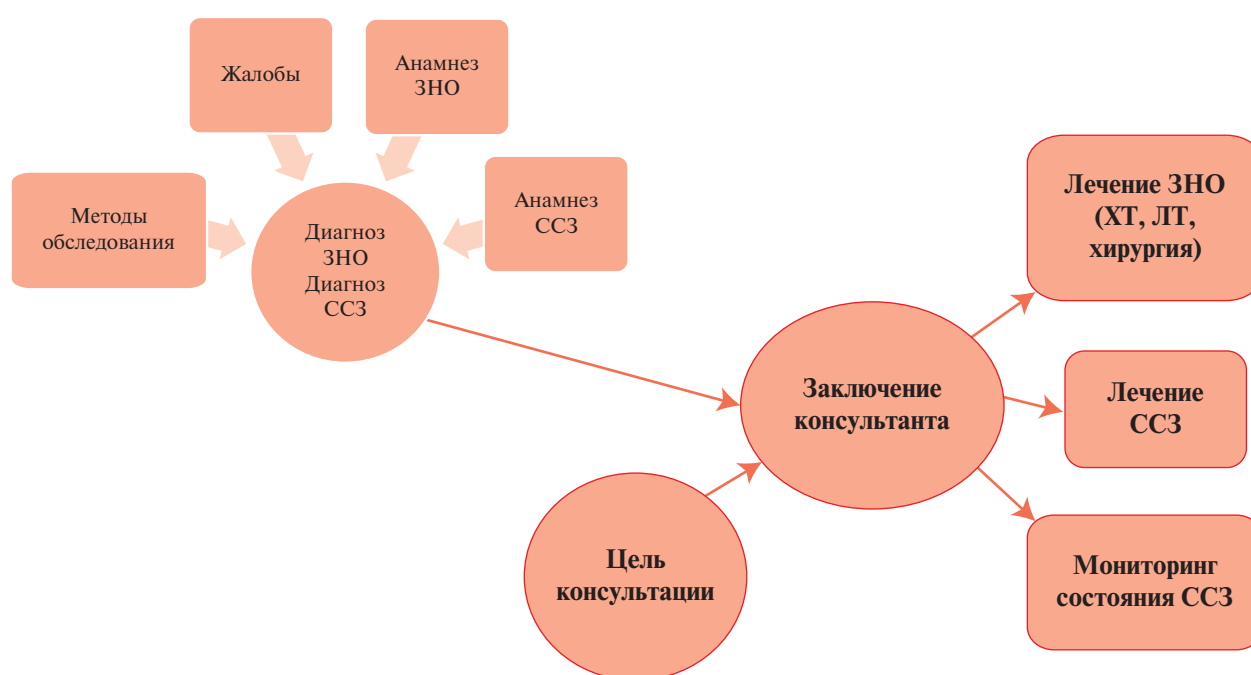 Жалобы
Анамнез
ЗНО
Методы
обследования
Анамнез
ССЗ
Диагноз
ЗНО
Диагноз
ССЗ
Лечение ЗНО
(ХТ, ЛТ,
хирургия)
Заключение
консультанта
Лечение
ССЗ
Цель
консультации
Мониторинг
состояния ССЗ